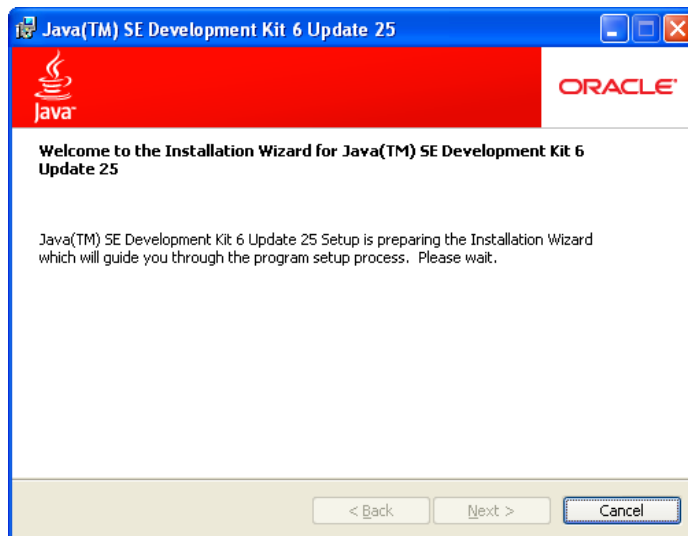 Java(TM) SE Development Kit 6 Update 25
Java™
ORACLE®
Welcome to the Installation Wizard for Java(TM) SE Development Kit 6
Update 25
Java(TM) SE Development Kit 6 Update 25 Setup is preparing the Installation Wizard
which will guide you through the program setup process.  Please wait.
< Back
Next >
Cancel